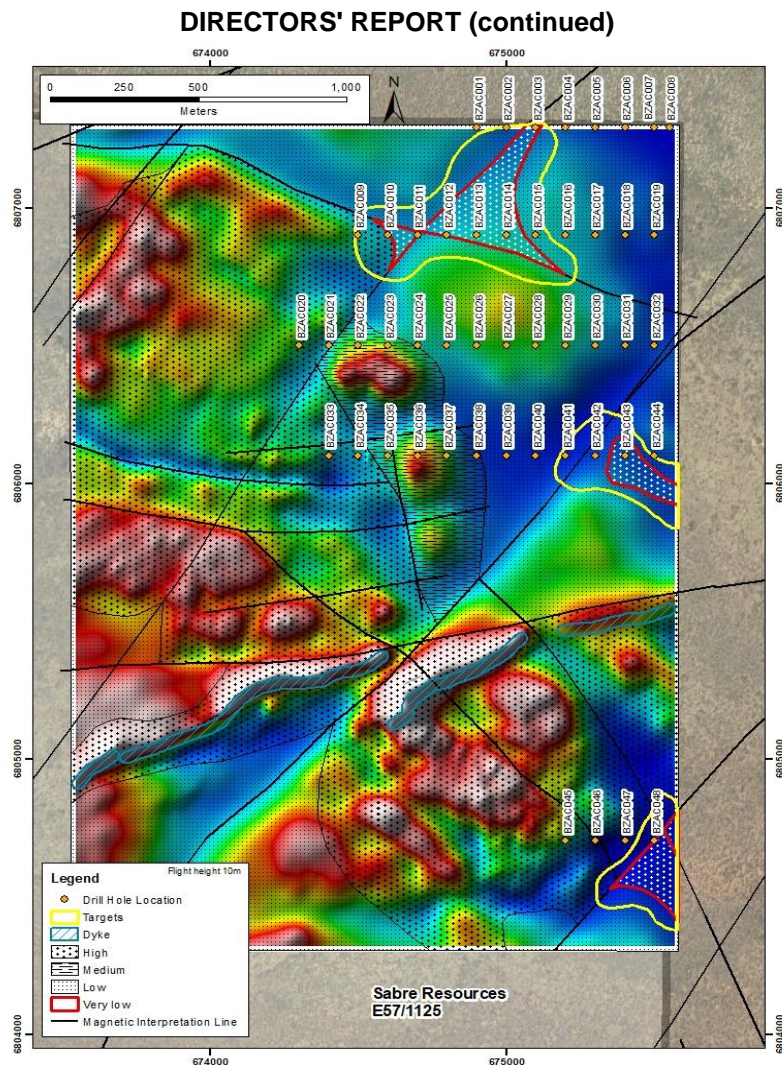 DIRECTORS' REPORT (continued)
674000 675000
0 250 500 1,000
Meters
N
BZAC001 BZAC002 BZAC003 BZAC004 BZAC005 BZAC006 BZAC007 BZAC008
6807000 6807000
BZAC009 BZAC010 BZAC011 BZAC012 BZAC013 BZAC014 BZAC015 BZAC016 BZAC017 BZAC018 BZAC019
BZAC020 BZAC021 BZAC022 BZAC023 BZAC024 BZAC025 BZAC026 BZAC027 BZAC028 BZAC029 BZAC030 BZAC031 BZAC032
BZAC033 BZAC034 BZAC035 BZAC036 BZAC037 BZAC038 BZAC039 BZAC040 BZAC041 BZAC042 BZAC043 BZAC044
6806000 6806000
6805000 6805000
BZAC045 BZAC046 BZAC047 BZAC048
Flight height 10m
Legend
Drill Hole Location
Targets
Dyke
High
Medium
Low
Very low
Magnetic Interpretation Line
Sabre Resources
E57/1125
6804000 6804000
674000 675000